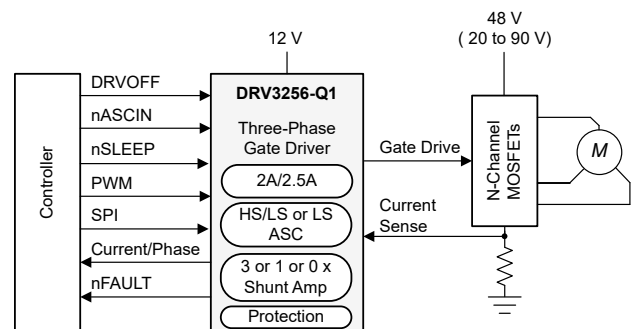 48 V
( 20 to 90 V)
12 V
Controller
DRVOFF
nASCIN
nSLEEP
PWM
SPI
Current/Phase
nFAULT
DRV3256-Q1
Three-Phase
Gate Driver
2A/2.5A
HS/LS or LS
ASC
3 or 1 or 0 x
Shunt Amp
Protection
Gate Drive
Current
Sense
N-Channel
MOSFETs
M